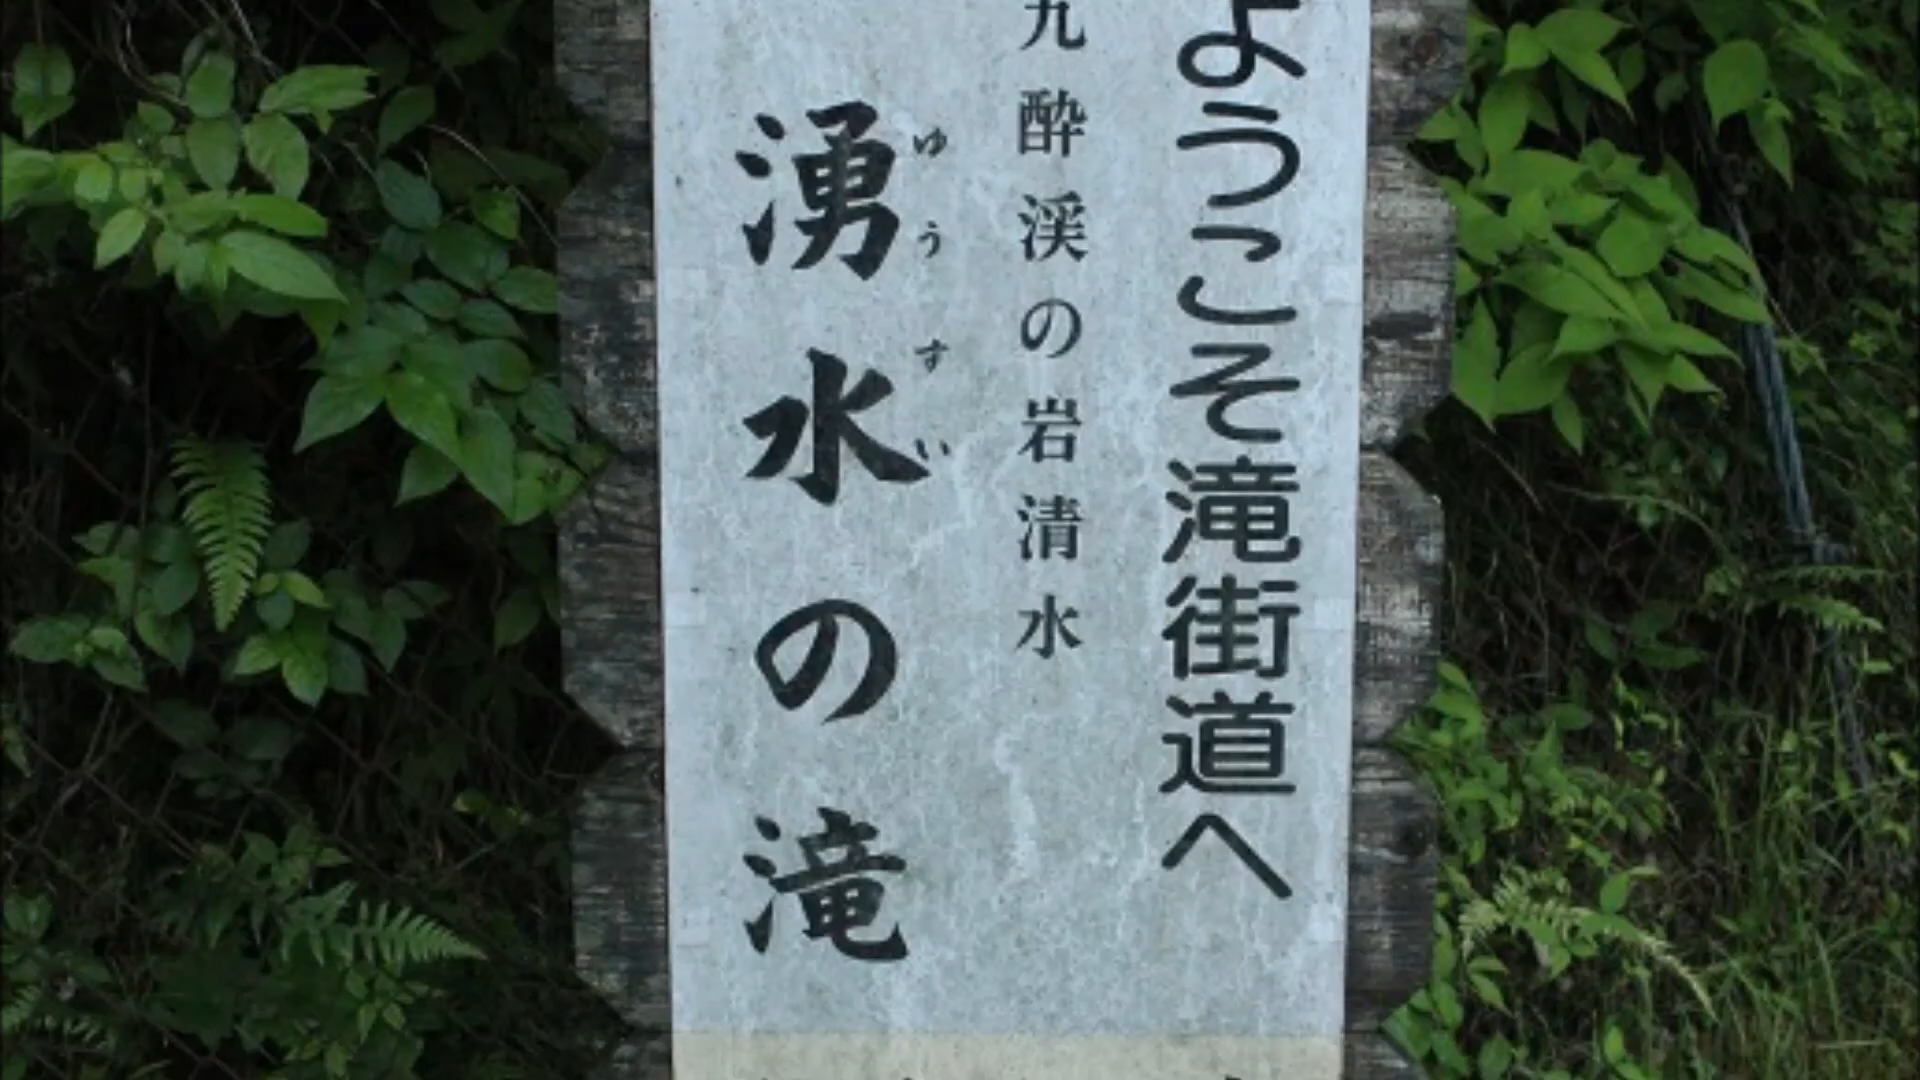 ようこそ滝街道へ
九酔渓の岩清水
湧水の滝
ゆうすい